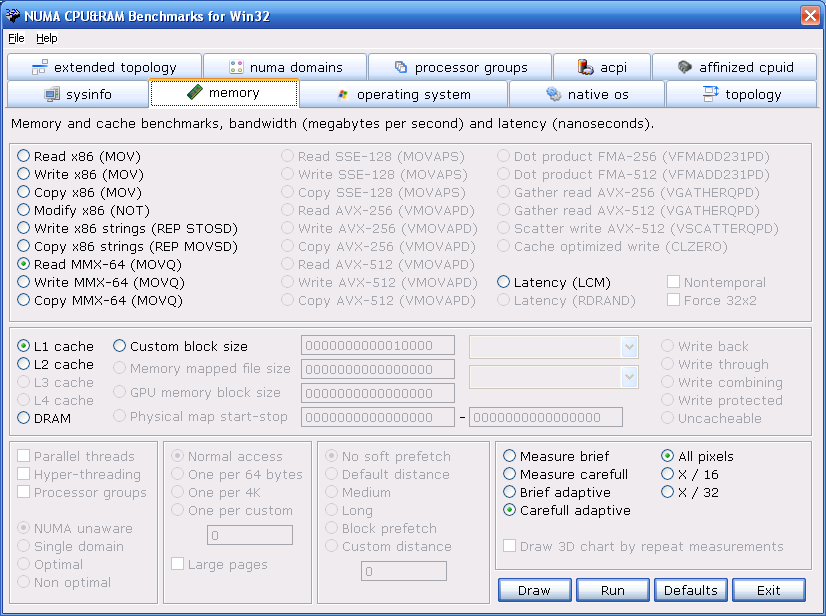 NUMA CPU&RAM Benchmarks for Win32
File Help
extended topology numa domains processor groups acpi affinized cpuid
sysinfo memory operating system native os topology
Memory and cache benchmarks, bandwidth (megabytes per second) and latency (nanoseconds).
Read x86 (MOV) Read SSE-128 (MOVAPS) Dot product FMA-256 (VFMADD231PD)
Write x86 (MOV) Write SSE-128 (MOVAPS) Dot product FMA-512 (VFMADD231PD)
Copy x86 (MOV) Copy SSE-128 (MOVAPS) Gather read AVX-256 (VGATHERQPD)
Modify x86 (NOT) Read AVX-256 (VMOVAPD) Gather read AVX-512 (VGATHERQPD)
Write x86 strings (REP STOSD) Write AVX-256 (VMOVAPD) Scatter write AVX-512 (VSCATTERQPD)
Copy x86 strings (REP MOVSD) Copy AVX-256 (VMOVAPD) Cache optimized write (CLZERO)
Read MMX-64 (MOVQ) Read AVX-512 (VMOVAPD)
Write MMX-64 (MOVQ) Write AVX-512 (VMOVAPD) Latency (LCM) Nontemporal
Copy MMX-64 (MOVQ) Copy AVX-512 (VMOVAPD) Latency (RDRAND) Force 32x2
L1 cache Custom block size 0000000000010000 Write back
L2 cache Memory mapped file size 0000000000000000 Write through
L3 cache GPU memory block size 0000000000000000 Write combining
L4 cache Write protected
DRAM Physical map start-stop 0000000000000000 - 0000000000000000 Uncacheable
Parallel threads Normal access No soft prefetch Measure brief All pixels
Hyper-threading One per 64 bytes Default distance Measure carefull X / 16
Processor groups One per 4K Medium Brief adaptive X / 32
One per custom Long Carefull adaptive
NUMA unaware 0 Block prefetch
Single domain Custom distance Draw 3D chart by repeat measurements
Optimal Large pages 0
Non optimal
Draw Run Defaults Exit